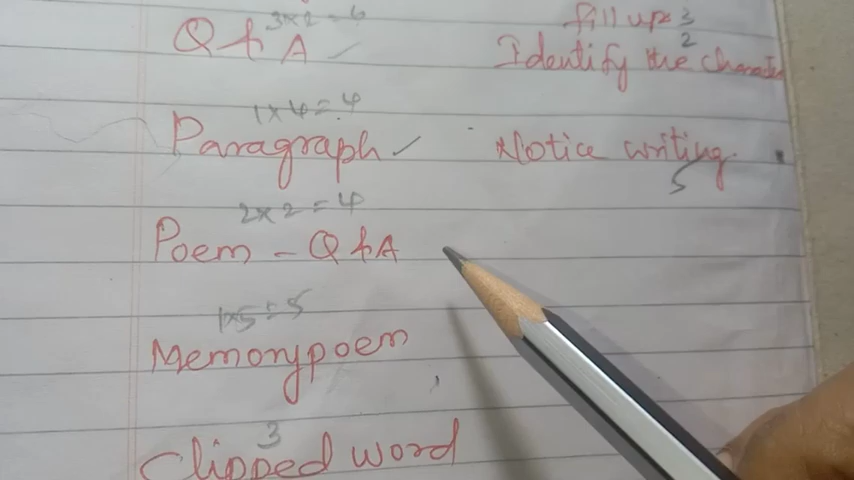 3x2=6
Q & A
fill ups 3
Identify the character
2
1x4=4
Paragraph
Notice writing.
5
2x2=4
Poem - Q & A
1x5=5
Memory poem
3
Clipped word